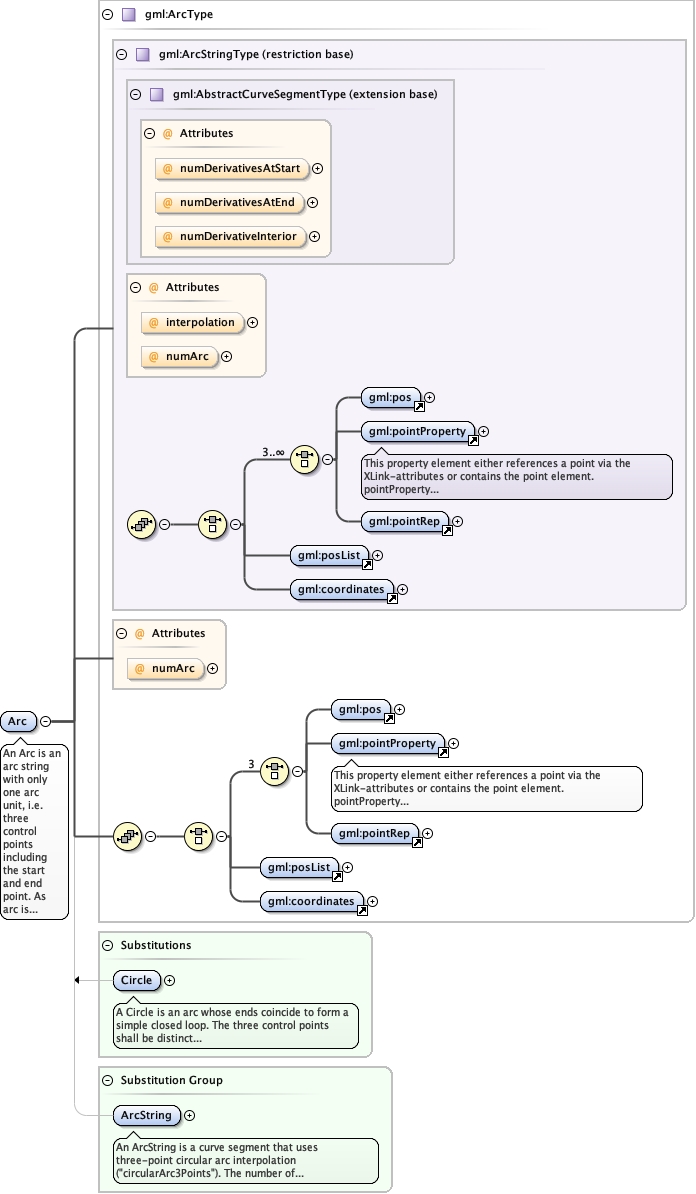 gml:ArcType
gml:ArcStringType (restriction base)
gml:AbstractCurveSegmentType (extension base)
@ Attributes
@ numDerivativesAtStart
@ numDerivativesAtEnd
@ numDerivativeInterior
@ Attributes
@ interpolation
@ numArc
gml:pos
gml:pointProperty
3..∞
This property element either references a point via the
XLink-attributes or contains the point element.
pointProperty...
gml:pointRep
gml:posList
gml:coordinates
@ Attributes
@ numArc
Arc
An Arc is an
arc string
with only
one arc
unit, i.e.
three
control
points
including
the start
and end
point. As
arc is...
gml:pos
gml:pointProperty
3
This property element either references a point via the
XLink-attributes or contains the point element.
pointProperty...
gml:pointRep
gml:posList
gml:coordinates
Substitutions
Circle
A Circle is an arc whose ends coincide to form a
simple closed loop. The three control points
shall be distinct...
Substitution Group
ArcString
An ArcString is a curve segment that uses
three-point circular arc interpolation
("circularArc3Points"). The number of...